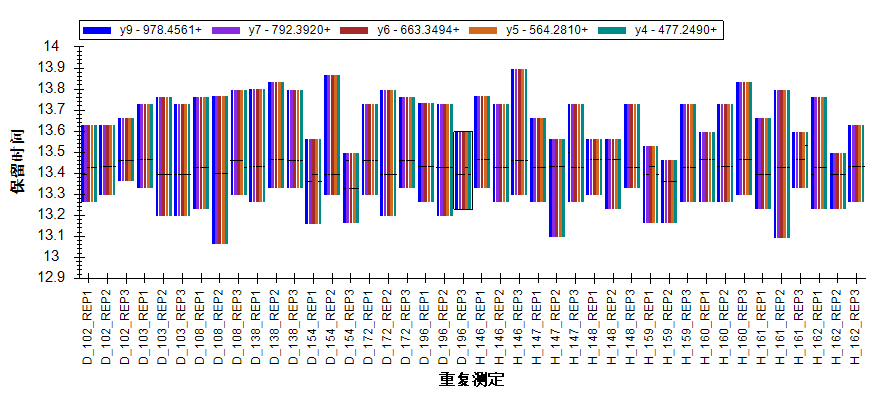 y9 - 978.4561+ y7 - 792.3920+ y6 - 663.3494+ y5 - 564.2810+ y4 - 477.2490+
保留时间
14
13.9
13.8
13.7
13.6
13.5
13.4
13.3
13.2
13.1
13
12.9
D_102_REP1
D_102_REP2
D_102_REP3
D_103_REP1
D_103_REP2
D_103_REP3
D_108_REP1
D_108_REP2
D_108_REP3
D_138_REP1
D_138_REP2
D_138_REP3
D_154_REP1
D_154_REP2
D_154_REP3
D_172_REP1
D_172_REP2
D_172_REP3
D_196_REP1
D_196_REP2
D_196_REP3
H_146_REP1
H_146_REP2
H_146_REP3
H_147_REP1
H_147_REP2
H_147_REP3
H_148_REP1
H_148_REP2
H_148_REP3
H_159_REP1
H_159_REP2
H_159_REP3
H_160_REP1
H_160_REP2
H_160_REP3
H_161_REP1
H_161_REP2
H_161_REP3
H_162_REP1
H_162_REP2
H_162_REP3
重复测定